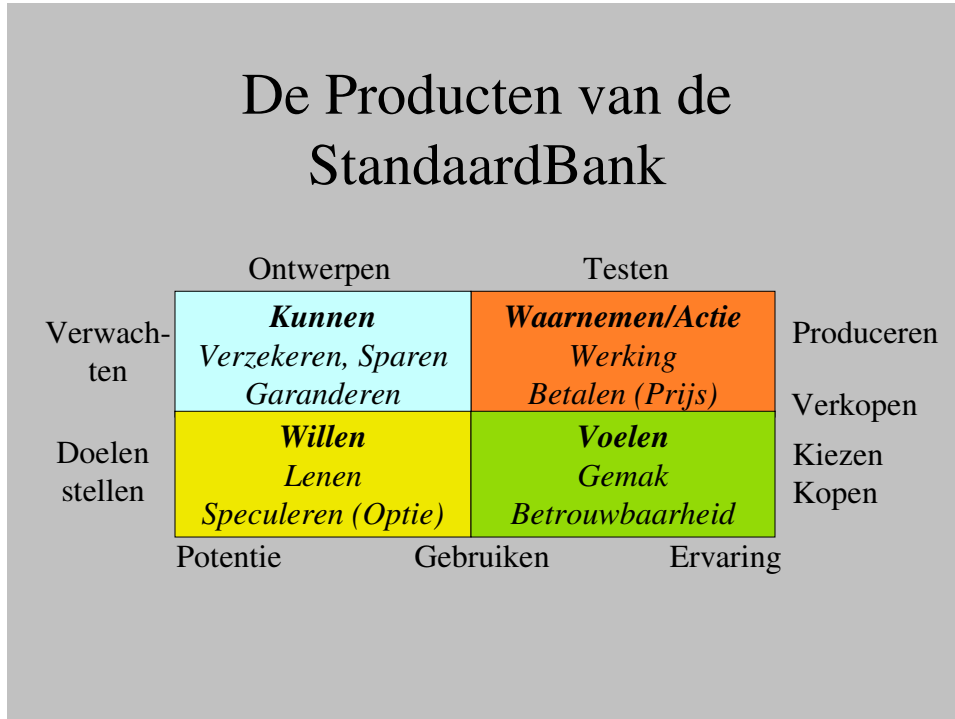 De Producten van de
StandaardBank
Ontwerpen
Testen
Verwach-
ten
Kunnen
Verzekeren, Sparen
Garanderen
Waarnemen/Actie
Werking
Betalen (Prijs)
Produceren
Verkopen
Doelen
stellen
Willen
Lenen
Speculeren (Optie)
Voelen
Gemak
Betrouwbaarheid
Kiezen
Kopen
Potentie
Gebruiken
Ervaring